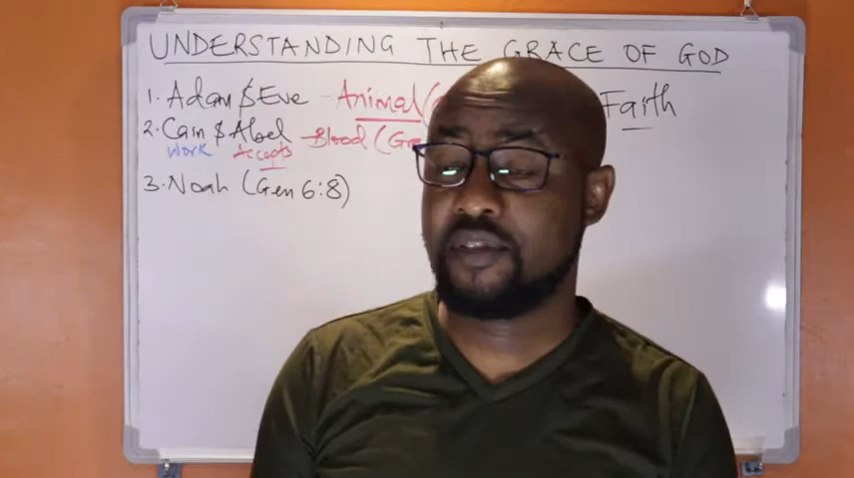 UNDERSTANDING THE GRACE OF GOD
1. Adam & Eve - Animal ( Faith
2. Cain & Abel - Blood (Gre
Work Accepts
3. Noah (Gen 6:8)